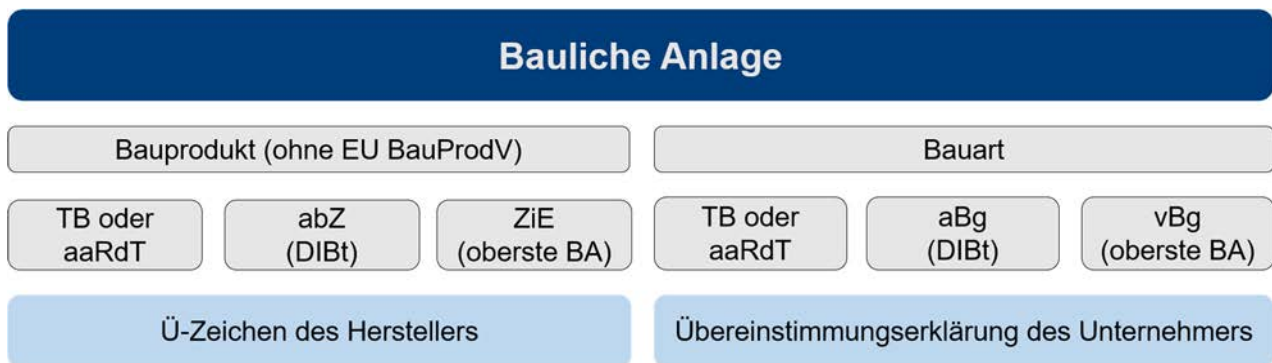 Bauliche Anlage
Bauprodukt (ohne EU BauProdV)
Bauart
TB oder
aaRdT
abZ
(DIBt)
ZiE
(oberste BA)
TB oder
aaRdT
aBg
(DIBt)
vBg
(oberste BA)
Ü-Zeichen des Herstellers
Übereinstimmungserklärung des Unternehmers